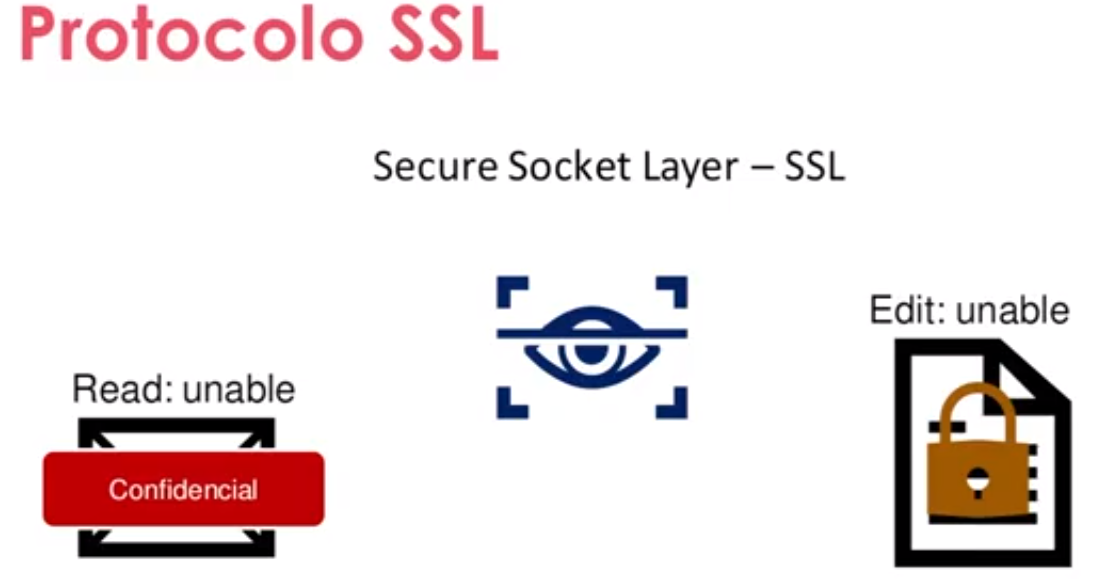 Protocolo SSL
Secure Socket Layer – SSL
Edit: unable
Read: unable
Confidencial